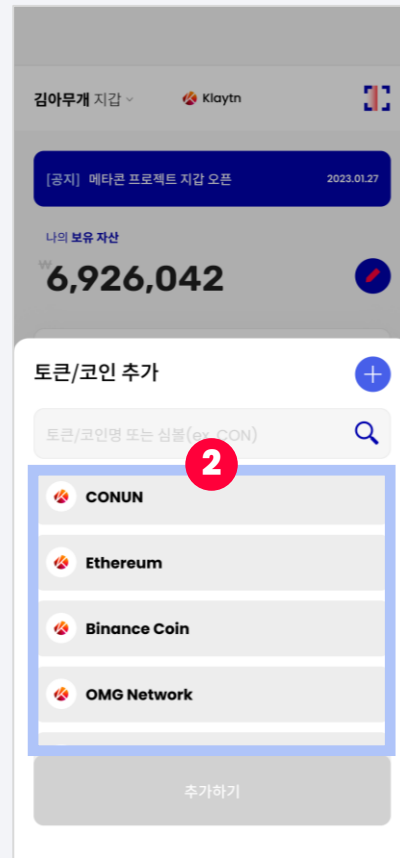 김아무개 지갑
Klaytn
[공지] 메타콘 프로젝트 지갑 오픈 2023.01.27
나의 보유 자산
₩6,926,042
토큰/코인 추가
토큰/코인명 또는 심볼(ex. CON)
2
CONUN
Ethereum
Binance Coin
OMG Network
추가하기